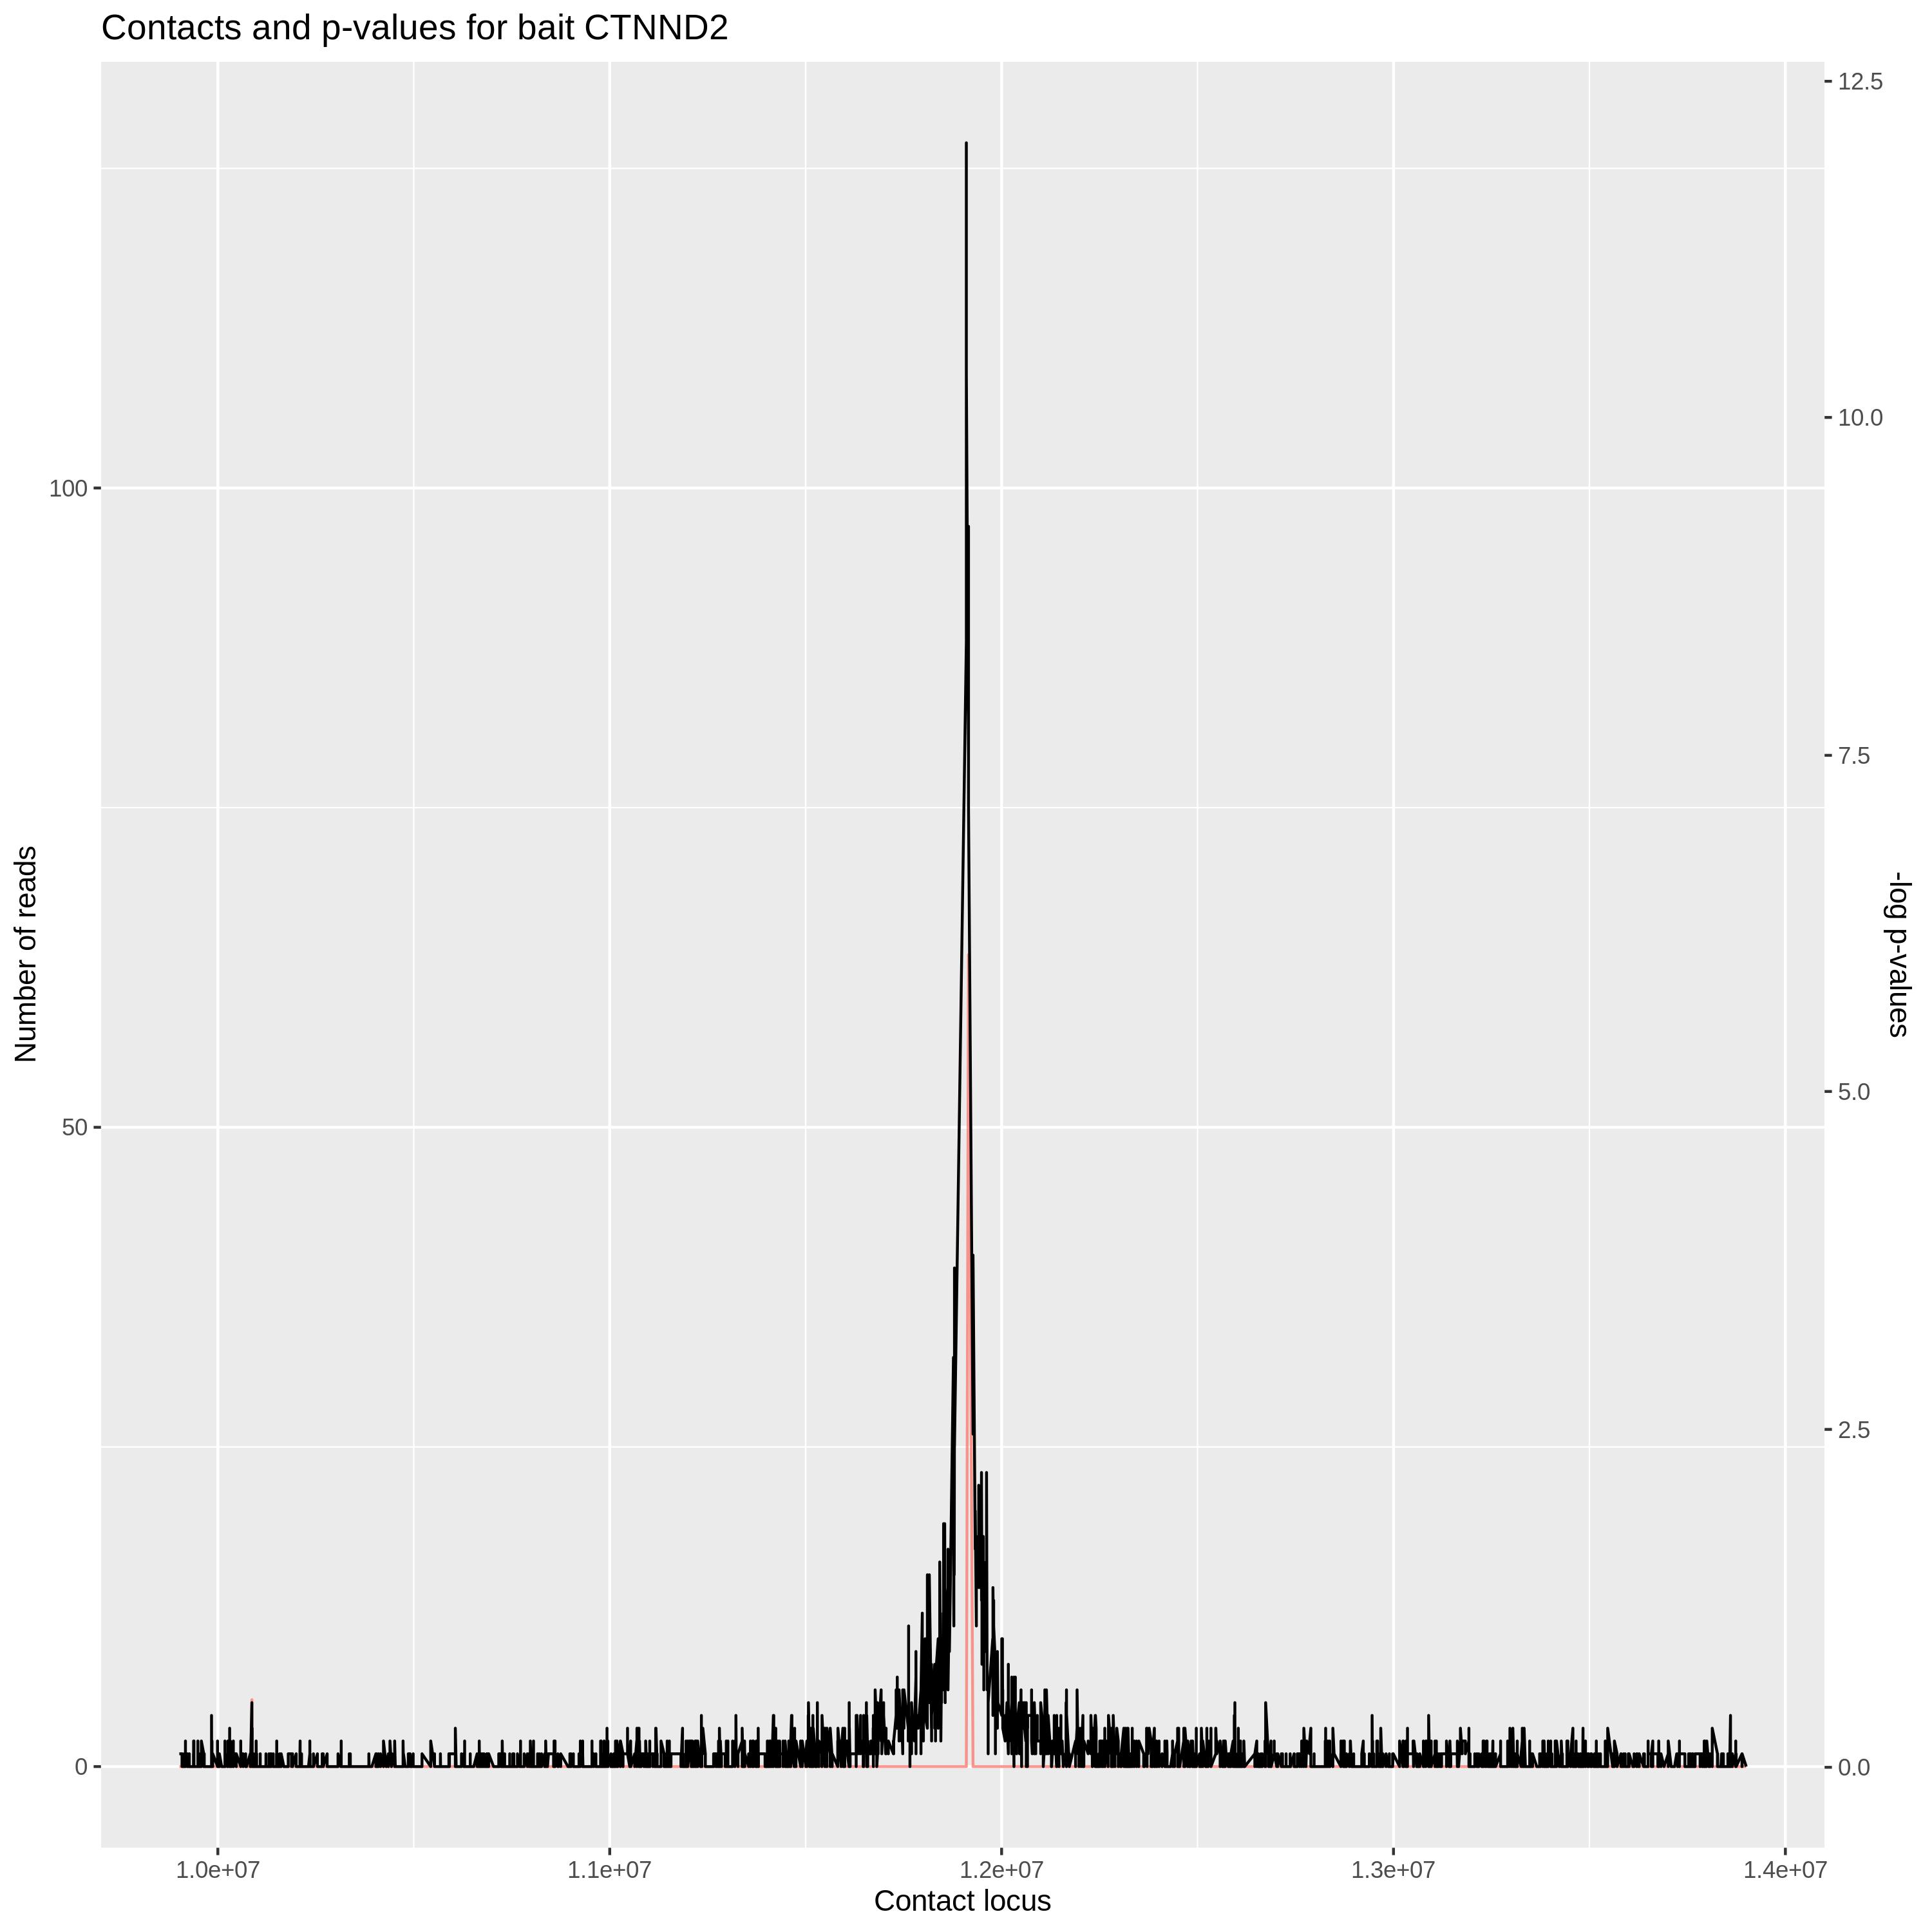 Contacts and p-values for bait CTNND2
12.5
10.0
100
7.5
Number of reads
-log p-values
5.0
50
2.5
0
0.0
1.0e+07
1.1e+07
1.2e+07
1.3e+07
1.4e+07
Contact locus